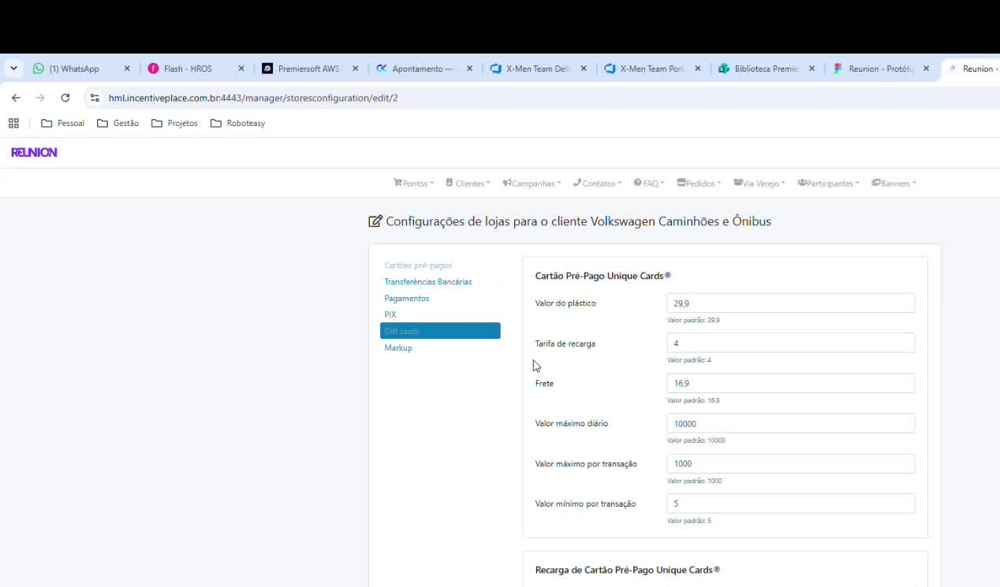 (1) WhatsApp
Flash - HROS
Premiersoft AWS
Apontamento —
X-Men Team Deli
X-Men Team Port
Biblioteca Premie
Reunion - Protóti
Reunion -
hml.incentiveplace.com.br:4443/manager/storesconfiguration/edit/2
Pessoal
Gestão
Projetos
Roboteasy
REUNION
Pontos
Clientes
Campanhas
Contatos
FAQ
Pedidos
Via Varejo
Participantes
Banners
Configurações de lojas para o cliente Volkswagen Caminhões e Ônibus
Cartões pré-pagos
Transferências Bancárias
Pagamentos
PIX
Gift cards
Markup
Cartão Pré-Pago Unique Cards®
Valor do plástico
29,9
Valor padrão: 29.9
Tarifa de recarga
4
Valor padrão: 4
Frete
16,9
Valor padrão: 16.9
Valor máximo diário
10000
Valor padrão: 10000
Valor máximo por transação
1000
Valor padrão: 1000
Valor mínimo por transação
5
Valor padrão: 5
Recarga de Cartão Pré-Pago Unique Cards®